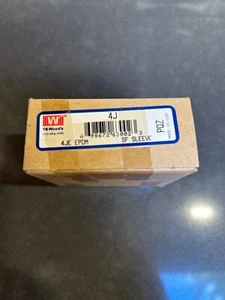 4J
W
TB Wood's
4JE EPDM
SF SLEEVE
PDZ